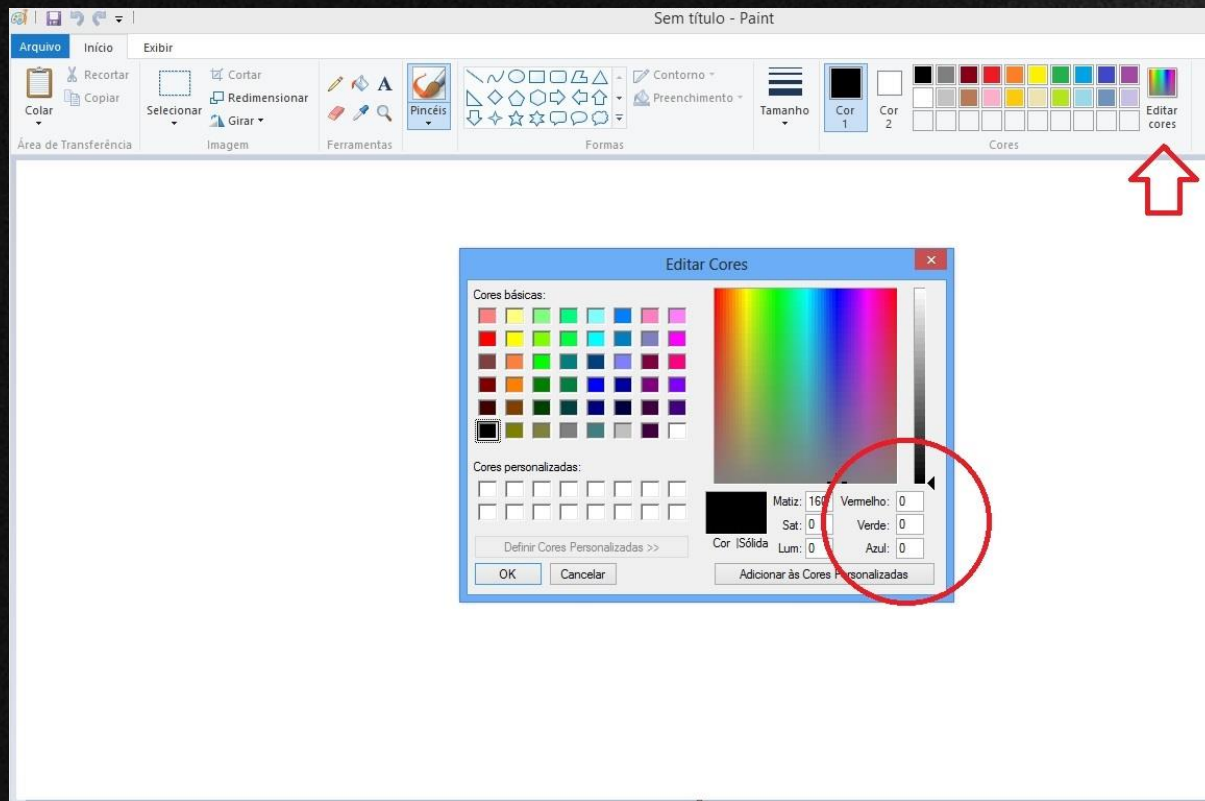 Sem título - Paint
Arquivo Início Exibir
Colar
Recortar
Copiar
Área de Transferência
Selecionar
Cortar
Redimensionar
Girar
Imagem
A
Ferramentas
Pincéis
Contorno
Preenchimento
Formas
Tamanho
Cor
1
Cor
2
Cores
Editar
cores
Editar Cores
Cores básicas:
Cores personalizadas:
Definir Cores Personalizadas >>
OK Cancelar
Cor |Sólida
Matiz: 160 Vermelho: 0
Sat: 0 Verde: 0
Lum: 0 Azul: 0
Adicionar às Cores Personalizadas